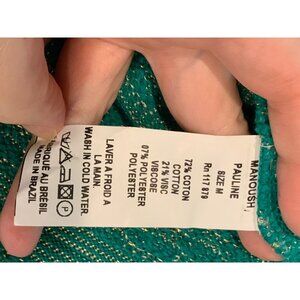 MANOUSH
PAULINE
SIZE M
Rn 117 879
72% COTON
COTTON
21% VISC
VISCOSE
07% POLYESTER
POLYESTER
LAVER A FROID A
LA MAIN.
WASH IN COLD WATER
FABRIQUE AU BRÉSIL
MADE IN BRAZIL